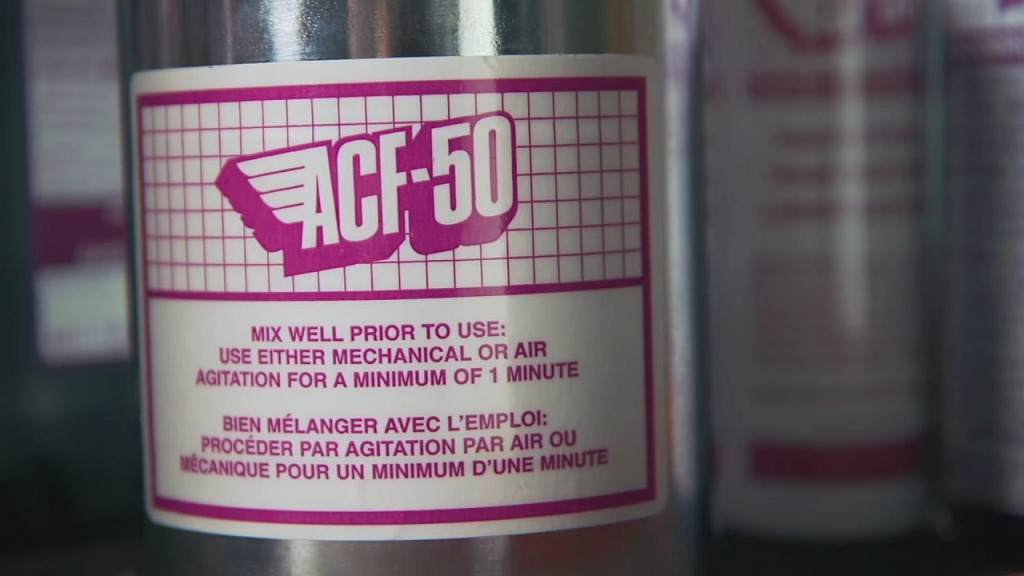 ACF-50
MIX WELL PRIOR TO USE:
USE EITHER MECHANICAL OR AIR
AGITATION FOR A MINIMUM OF 1 MINUTE
BIEN MÉLANGER AVEC L'EMPLOI:
PROCÉDER PAR AGITATION PAR AIR OU
MÉCANIQUE POUR UN MINIMUM D'UNE MINUTE